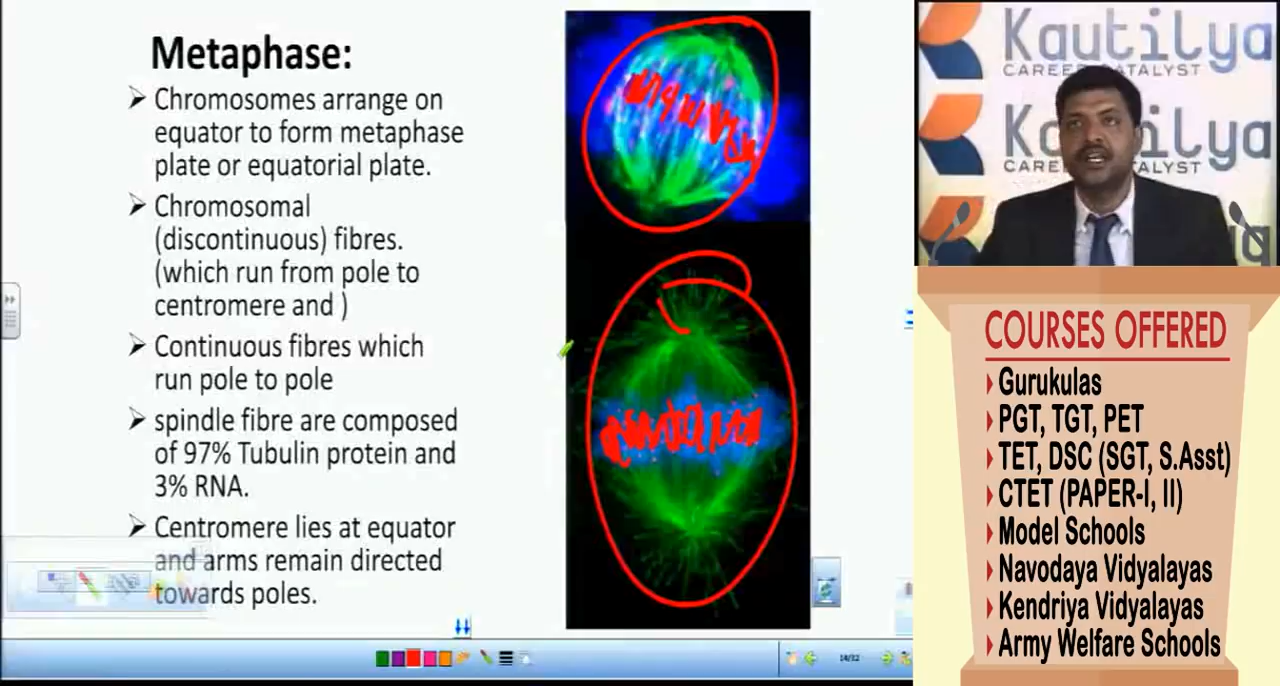 Metaphase:
➢ Chromosomes arrange on
equator to form metaphase
plate or equatorial plate.
➢ Chromosomal
(discontinuous) fibres.
(which run from pole to
centromere and )
➢ Continuous fibres which
run pole to pole
➢ spindle fibre are composed
of 97% Tubulin protein and
3% RNA.
➢ Centromere lies at equator
and arms remain directed
towards poles.
14/32
Kautilya
CAREER CATALYST
Kautilya
CATALYST
COURSES OFFERED
Gurukulas
PGT, TGT, PET
TET, DSC (SGT, S.Asst)
CTET (PAPER-I, II)
Model Schools
Navodaya Vidyalayas
Kendriya Vidyalayas
Army Welfare Schools